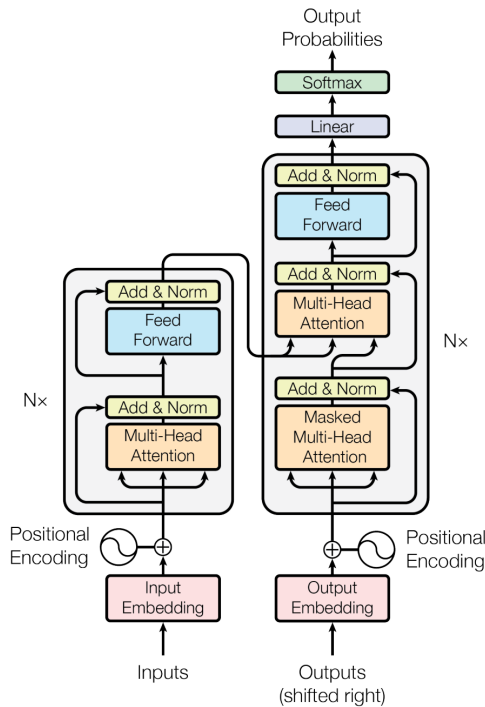 Output
Probabilities
Softmax
Linear
Add & Norm
Feed
Forward
Add & Norm
Multi-Head
Attention
Nx
Add & Norm
Masked
Multi-Head
Attention
Add & Norm
Feed
Forward
Nx
Add & Norm
Multi-Head
Attention
Positional
Encoding
Positional
Encoding
Input
Embedding
Output
Embedding
Inputs
Outputs
(shifted right)